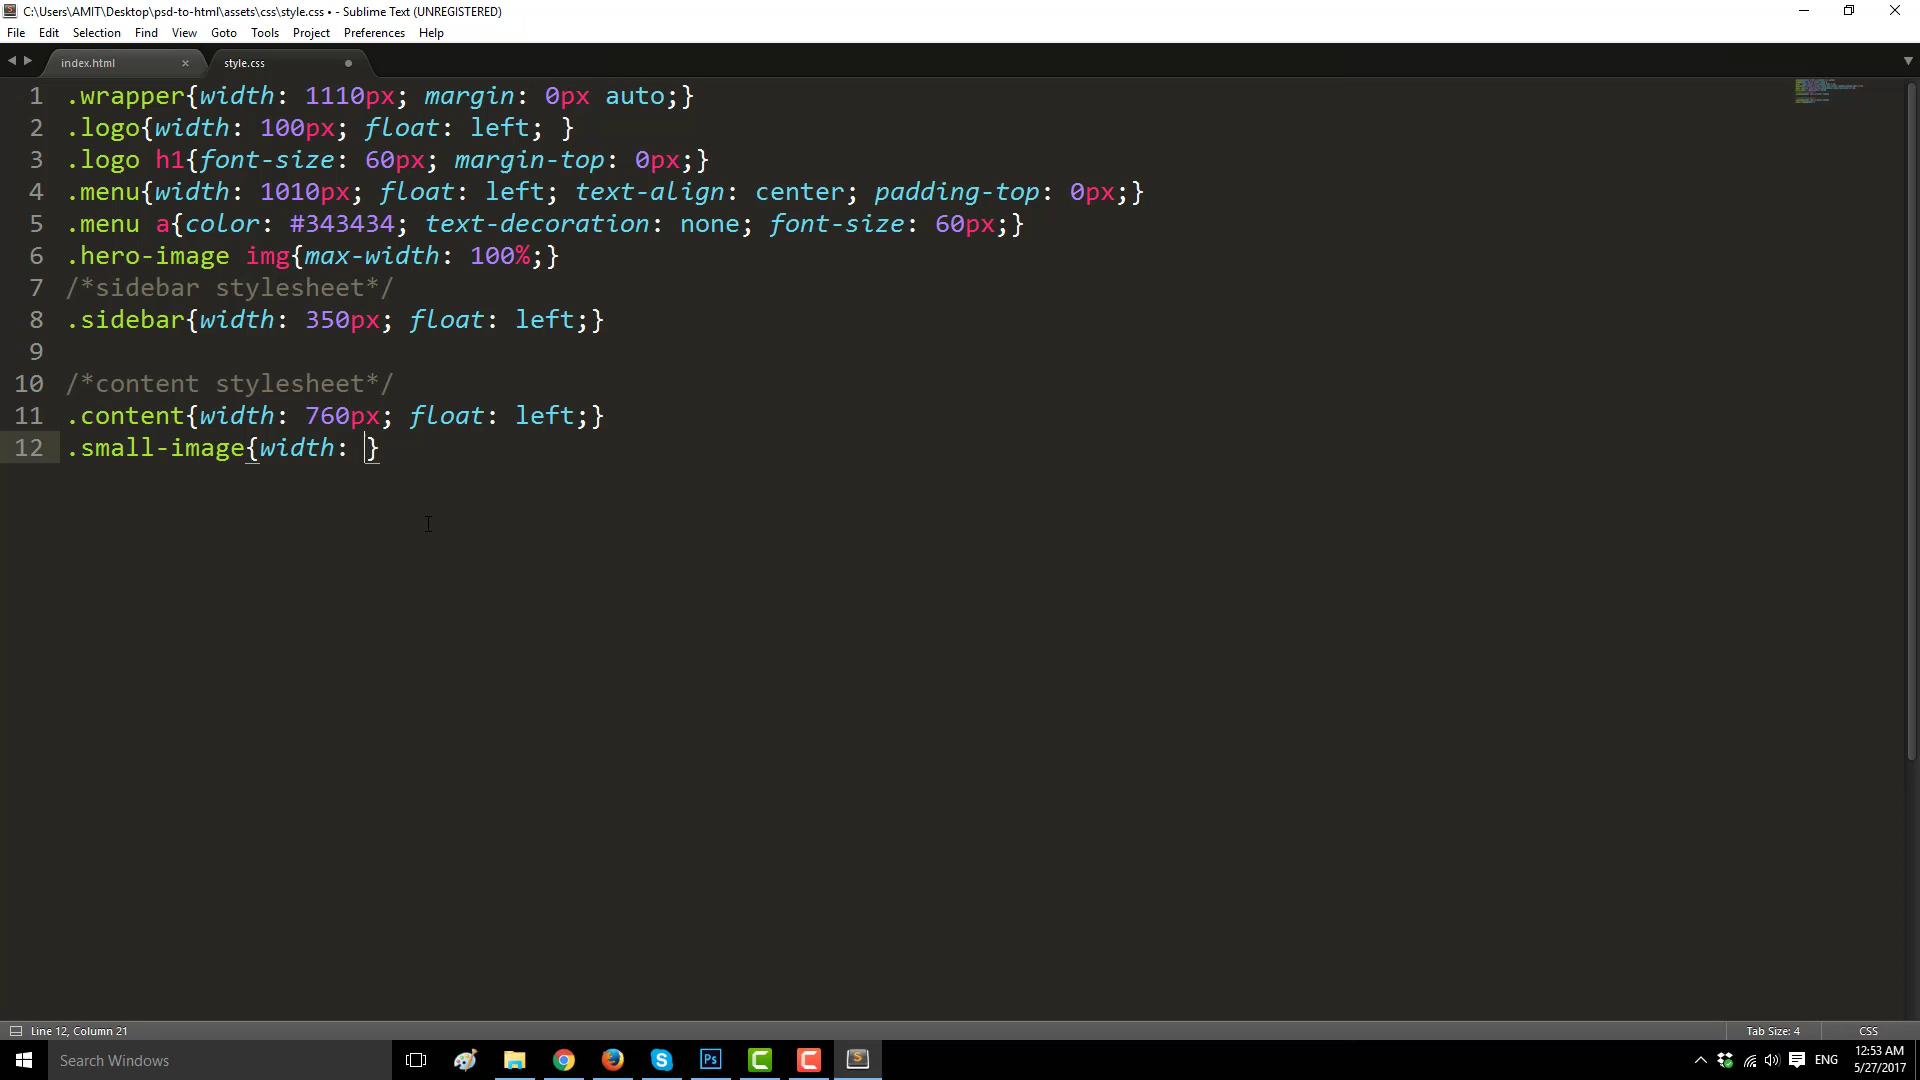 C:\Users\AMIT\Desktop\psd-to-html\assets\css\style.css • - Sublime Text (UNREGISTERED)
File Edit Selection Find View Goto Tools Project Preferences Help
index.html × style.css
1 .wrapper{width: 1110px; margin: 0px auto;}
2 .logo{width: 100px; float: left; }
3 .logo h1{font-size: 60px; margin-top: 0px;}
4 .menu{width: 1010px; float: left; text-align: center; padding-top: 0px;}
5 .menu a{color: #343434; text-decoration: none; font-size: 60px;}
6 .hero-image img{max-width: 100%;}
7 /*sidebar stylesheet*/
8 .sidebar{width: 350px; float: left;}
9
10 /*content stylesheet*/
11 .content{width: 760px; float: left;}
12 .small-image{width: }
Line 12, Column 21 Tab Size: 4 CSS
Search Windows Ps S ENG 12:53 AM
5/27/2017